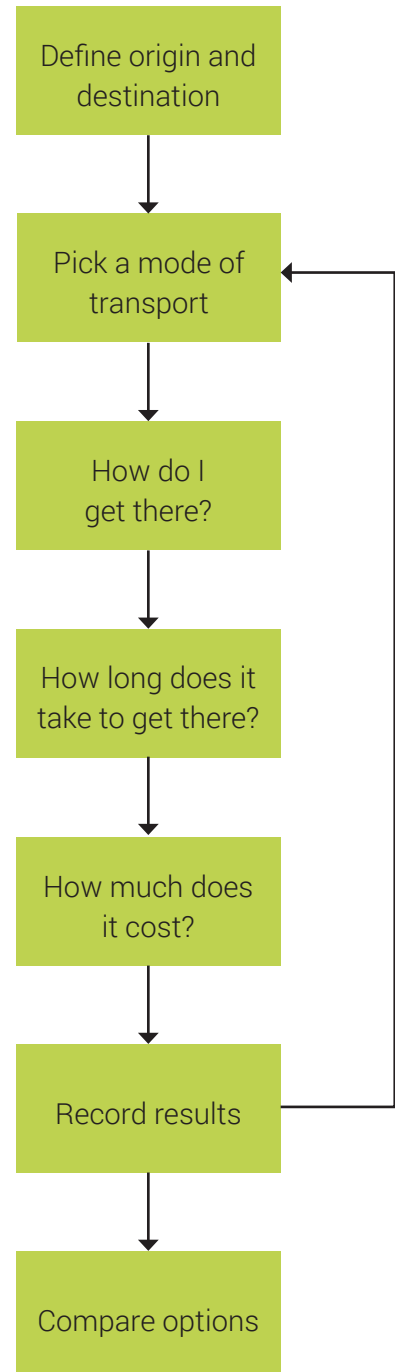 Define origin and
destination
Pick a mode of
transport
How do I
get there?
How long does it
take to get there?
How much does
it cost?
Record results
Compare options